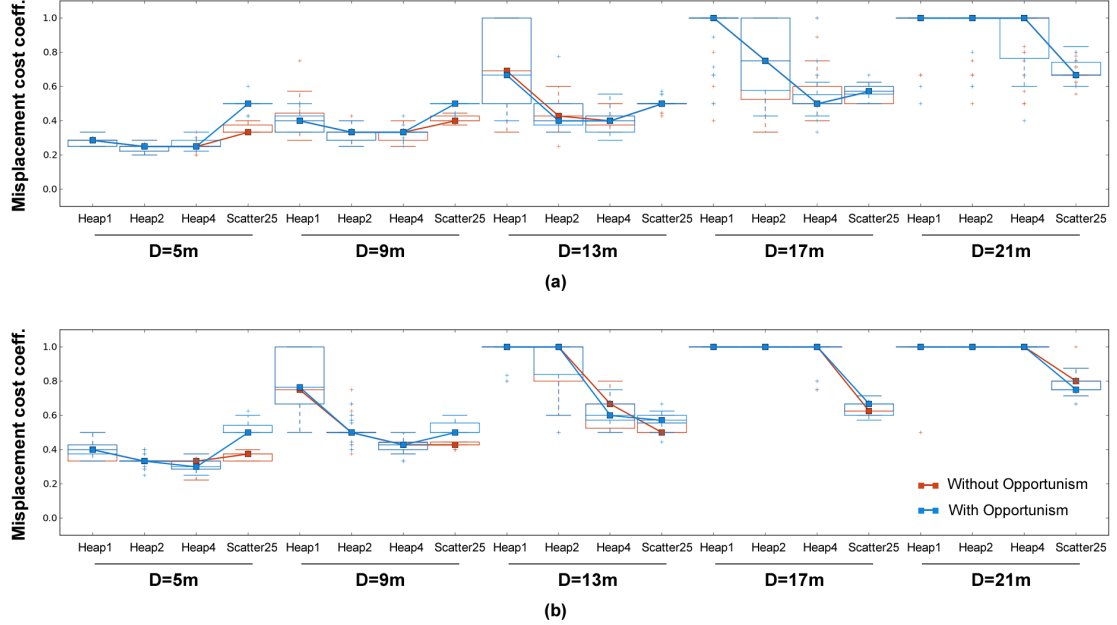 Misplacement cost coeff.
1.0
0.8
0.6
0.4
0.2
0.0
Heap1 Heap2 Heap4 Scatter25 Heap1 Heap2 Heap4 Scatter25 Heap1 Heap2 Heap4 Scatter25 Heap1 Heap2 Heap4 Scatter25 Heap1 Heap2 Heap4 Scatter25
D=5m D=9m D=13m D=17m D=21m
(a)
Misplacement cost coeff.
1.0
0.8
0.6
0.4
0.2
0.0
Without Opportunism
With Opportunism
Heap1 Heap2 Heap4 Scatter25 Heap1 Heap2 Heap4 Scatter25 Heap1 Heap2 Heap4 Scatter25 Heap1 Heap2 Heap4 Scatter25 Heap1 Heap2 Heap4 Scatter25
D=5m D=9m D=13m D=17m D=21m
(b)